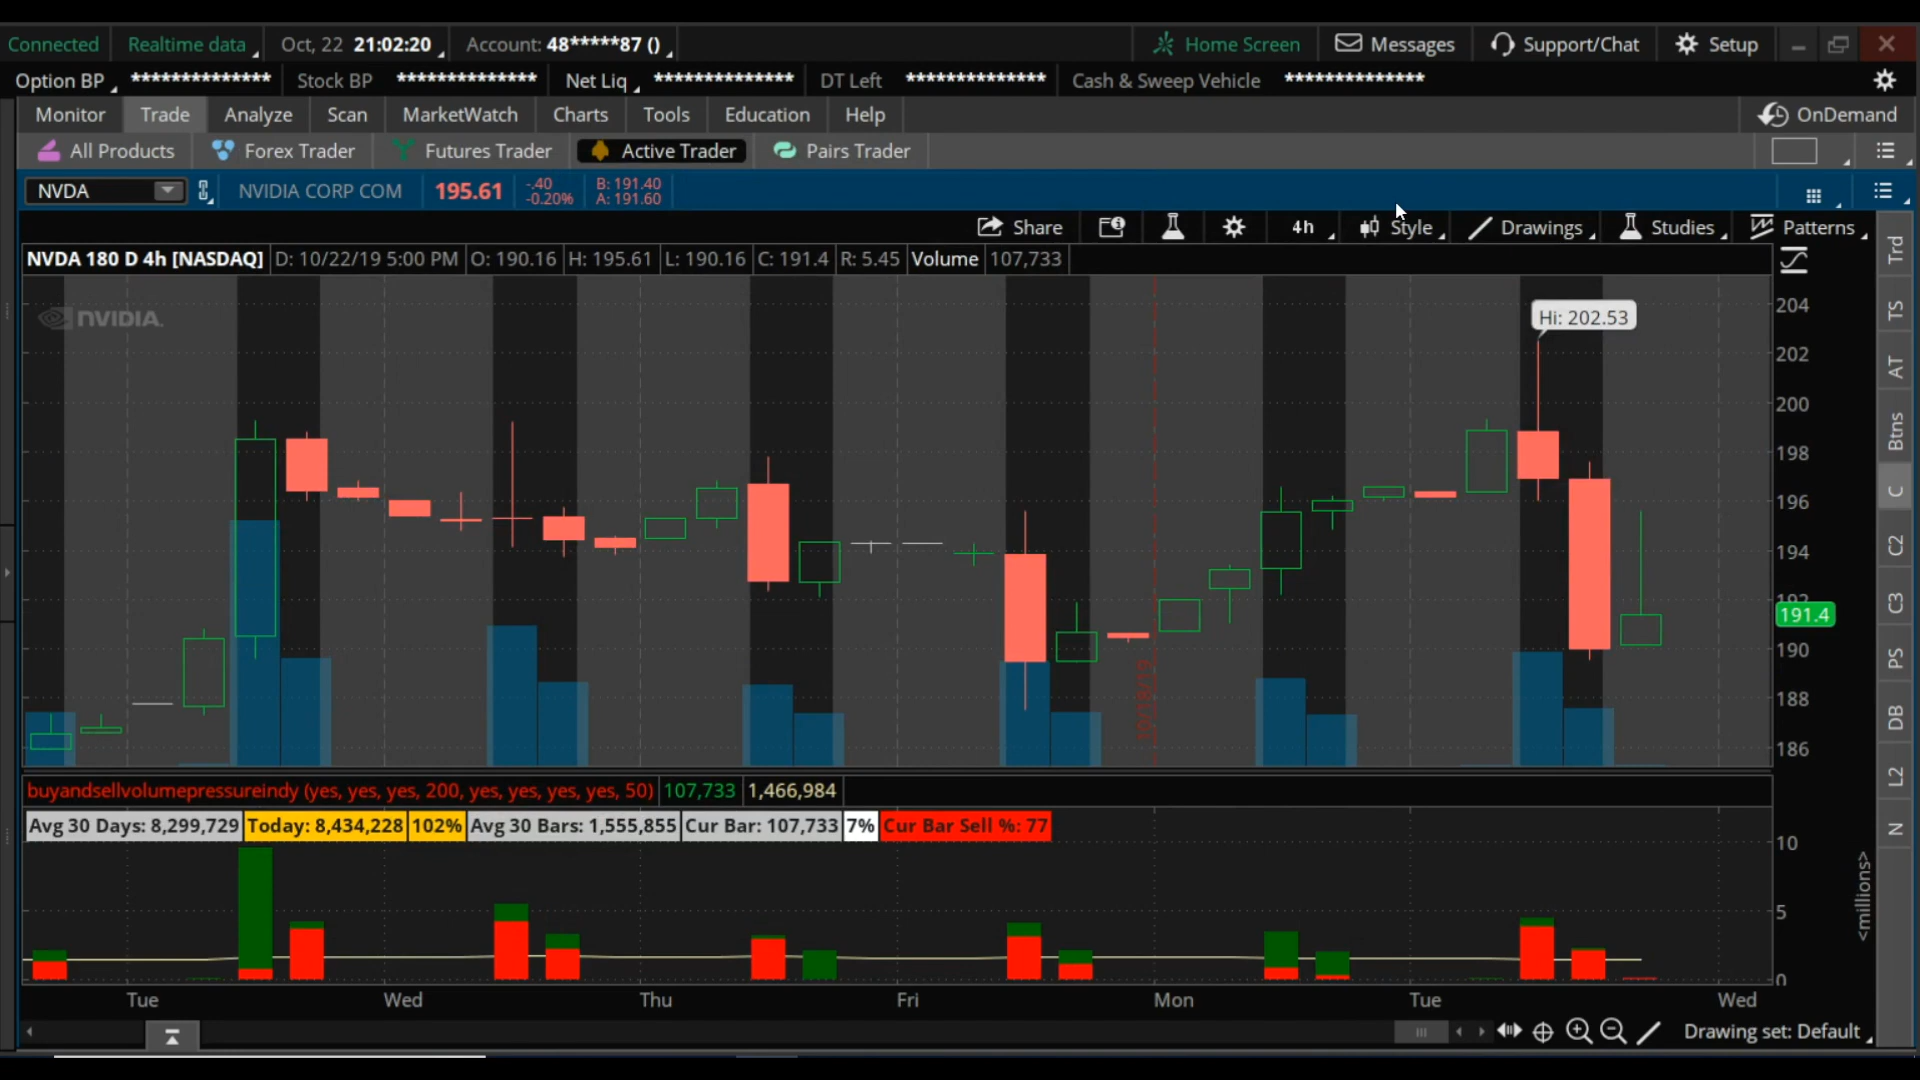 Connected Realtime data Oct, 22 21:02:20 Account: 48*****87 () Home Screen Messages Support/Chat Setup
Option BP ************** Stock BP ************** Net Liq ************** DT Left ************** Cash & Sweep Vehicle **************
Monitor Trade Analyze Scan MarketWatch Charts Tools Education Help OnDemand
All Products Forex Trader Futures Trader Active Trader Pairs Trader
NVDA NVIDIA CORP COM 195.61 -.40 -0.20% B: 191.40 A: 191.60
Share 4h Style Drawings Studies Patterns
NVDA 180 D 4h [NASDAQ] D: 10/22/19 5:00 PM O: 190.16 H: 195.61 L: 190.16 C: 191.4 R: 5.45 Volume 107,733
NVIDIA.
Hi: 202.53
204
202
200
198
196
194
192
191.4
190
188
186
10/18/19
buyandsellvolumepressureindy (yes, yes, yes, 200, yes, yes, yes, yes, 50) 107,733 1,466,984
Avg 30 Days: 8,299,729 Today: 8,434,228 102% Avg 30 Bars: 1,555,855 Cur Bar: 107,733 7% Cur Bar Sell %: 77
10
5
0
<millions>
Tue Wed Thu Fri Mon Tue Wed
Drawing set: Default
Trd
TS
AT
Btns
C
C2
C3
PS
DB
L2
N